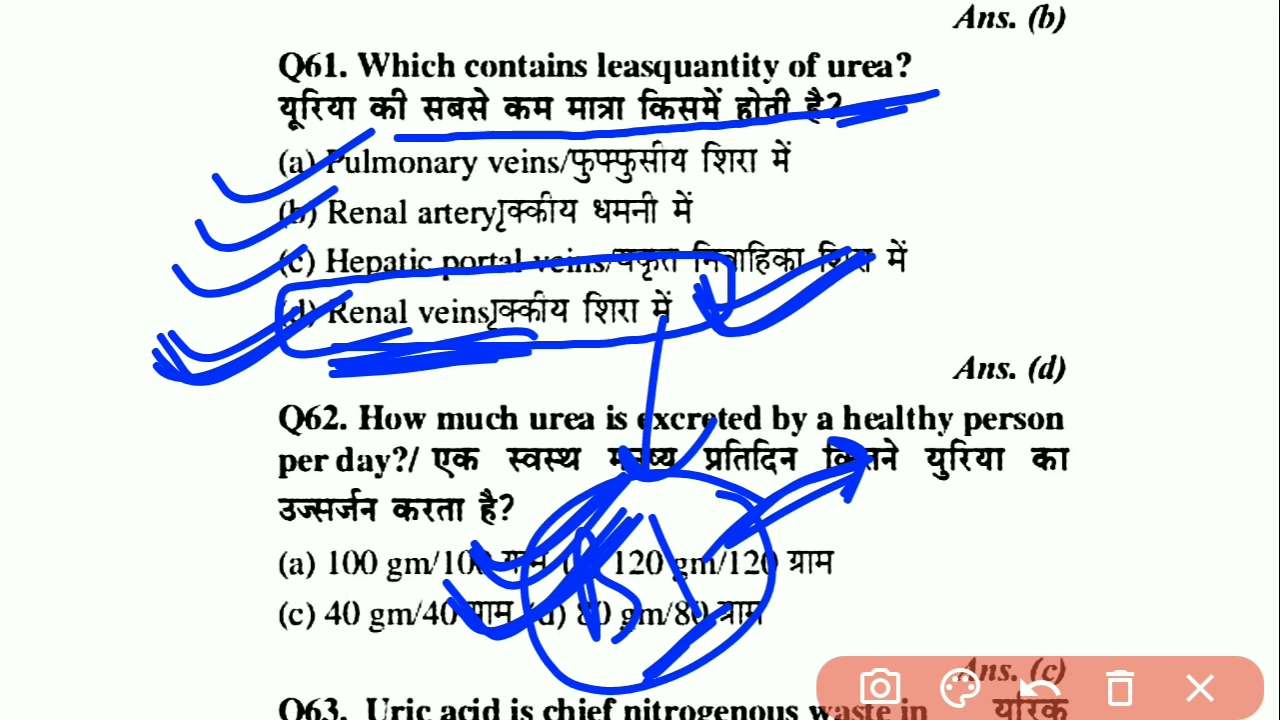 Ans. (b)
Q61. Which contains leasquantity of urea?
यूरिया की सबसे कम मात्रा किसमें होती है?
(a) Pulmonary veins/फुफ्फुसीय शिरा में
(b) Renal artery/वृक्कीय धमनी में
(c) Hepatic portal veins/यकृत निवाहिका शिरा में
(d) Renal veins/वृक्कीय शिरा में
Ans. (d)
Q62. How much urea is excreted by a healthy person
per day?/ एक स्वस्थ मनुष्य प्रतिदिन कितने युरिया का
उज्सर्जन करता है?
(a) 100 gm/100 ग्राम (b) 120 gm/120 ग्राम
(c) 40 gm/40 ग्राम (d) 80 gm/80 ग्राम
Ans. (c)
Q63. Uric acid is chief nitrogenous waste in यूरिक